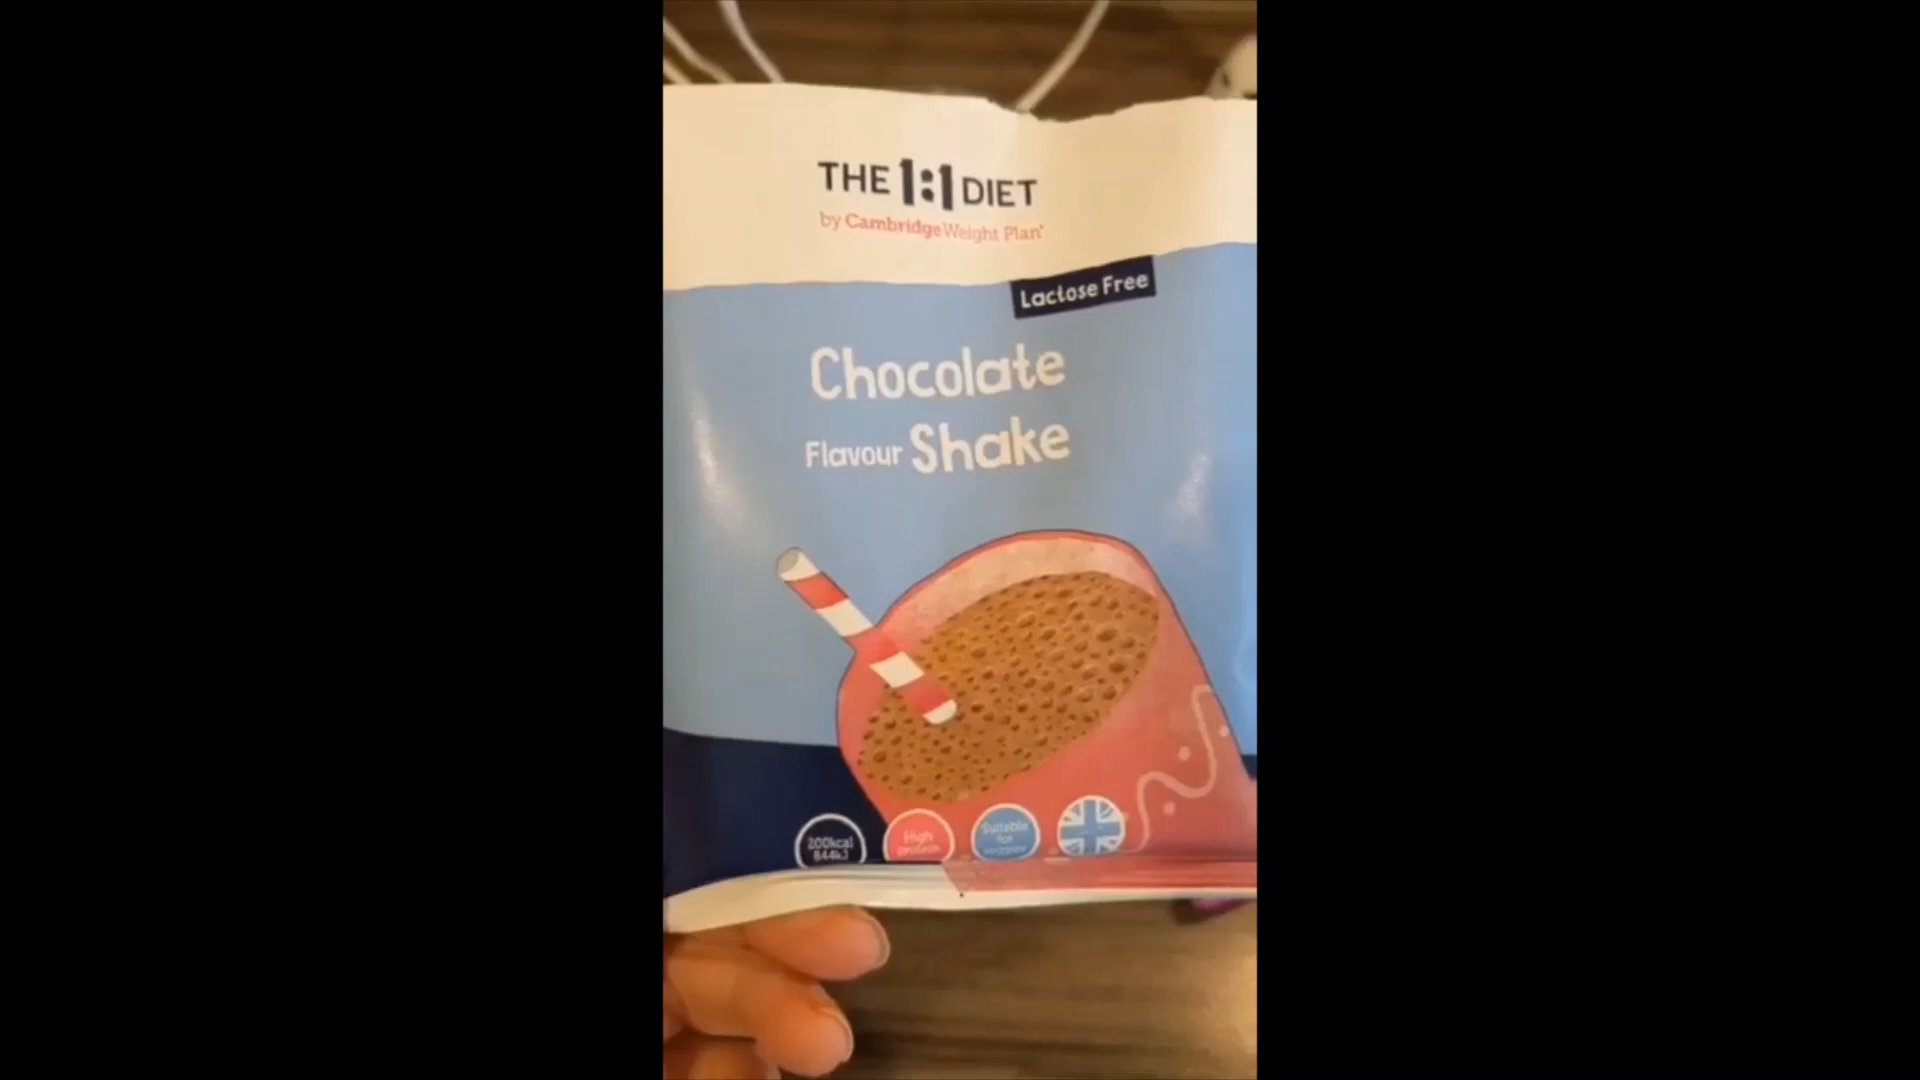 THE 1:1 DIET
by Cambridge Weight Plan
Lactose Free
Chocolate
Flavour Shake
200kcal
844kJ
High
protein
Suitable
for
veggies